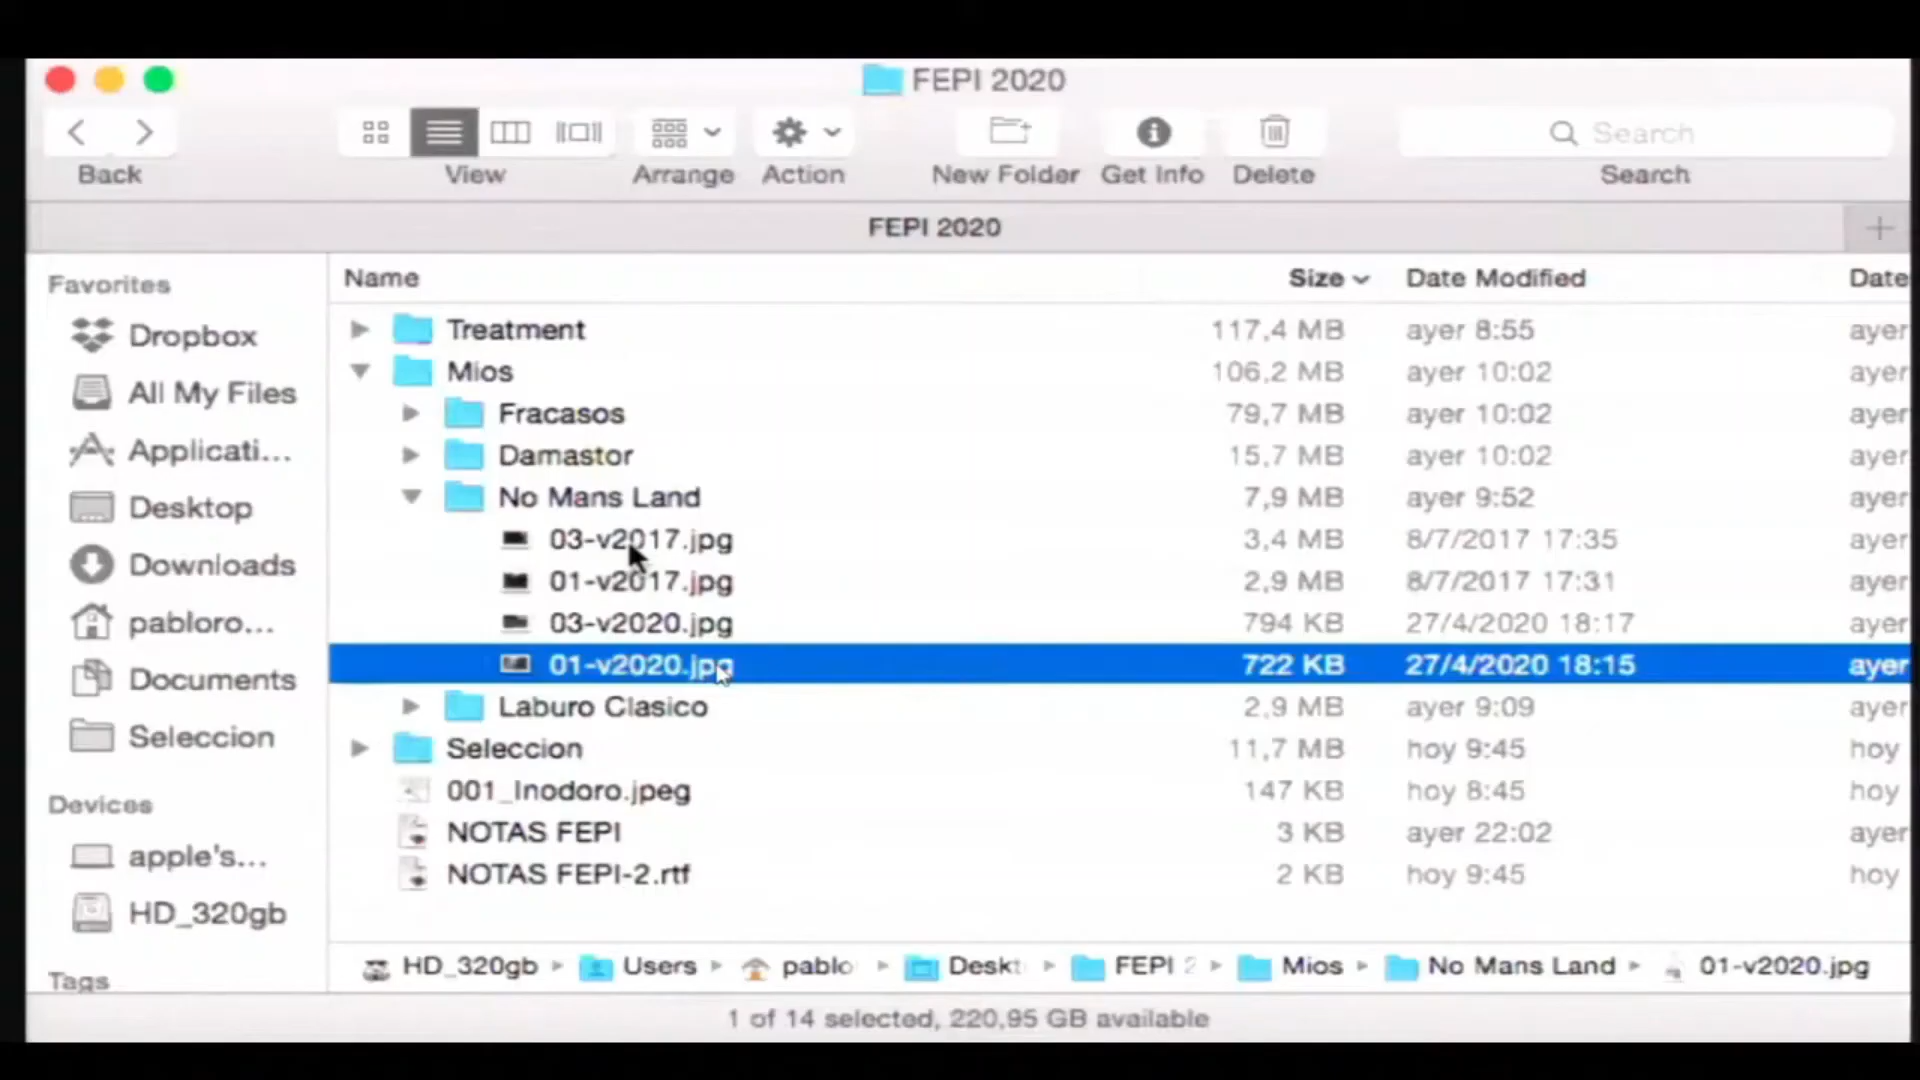 FEPI 2020
Back View Arrange Action New Folder Get Info Delete Search
Search
FEPI 2020
Favorites
Dropbox
All My Files
Applicati...
Desktop
Downloads
pabloro...
Documents
Seleccion
Devices
apple's...
HD_320gb
Tags
Name Size Date Modified Date
Treatment 117,4 MB ayer 8:55 ayer
Mios 106,2 MB ayer 10:02 ayer
Fracasos 79,7 MB ayer 10:02 ayer
Damastor 15,7 MB ayer 10:02 ayer
No Mans Land 7,9 MB ayer 9:52 ayer
03-v2017.jpg 3,4 MB 8/7/2017 17:35 ayer
01-v2017.jpg 2,9 MB 8/7/2017 17:31 ayer
03-v2020.jpg 794 KB 27/4/2020 18:17 ayer
01-v2020.jpg 722 KB 27/4/2020 18:15 ayer
Laburo Clasico 2,9 MB ayer 9:09 ayer
Seleccion 11,7 MB hoy 9:45 hoy
001_Inodoro.jpeg 147 KB hoy 8:45 hoy
NOTAS FEPI 3 KB ayer 22:02 ayer
NOTAS FEPI-2.rtf 2 KB hoy 9:45 hoy
HD_320gb Users pablo Deskt FEPI 2 Mios No Mans Land 01-v2020.jpg
1 of 14 selected, 220,95 GB available